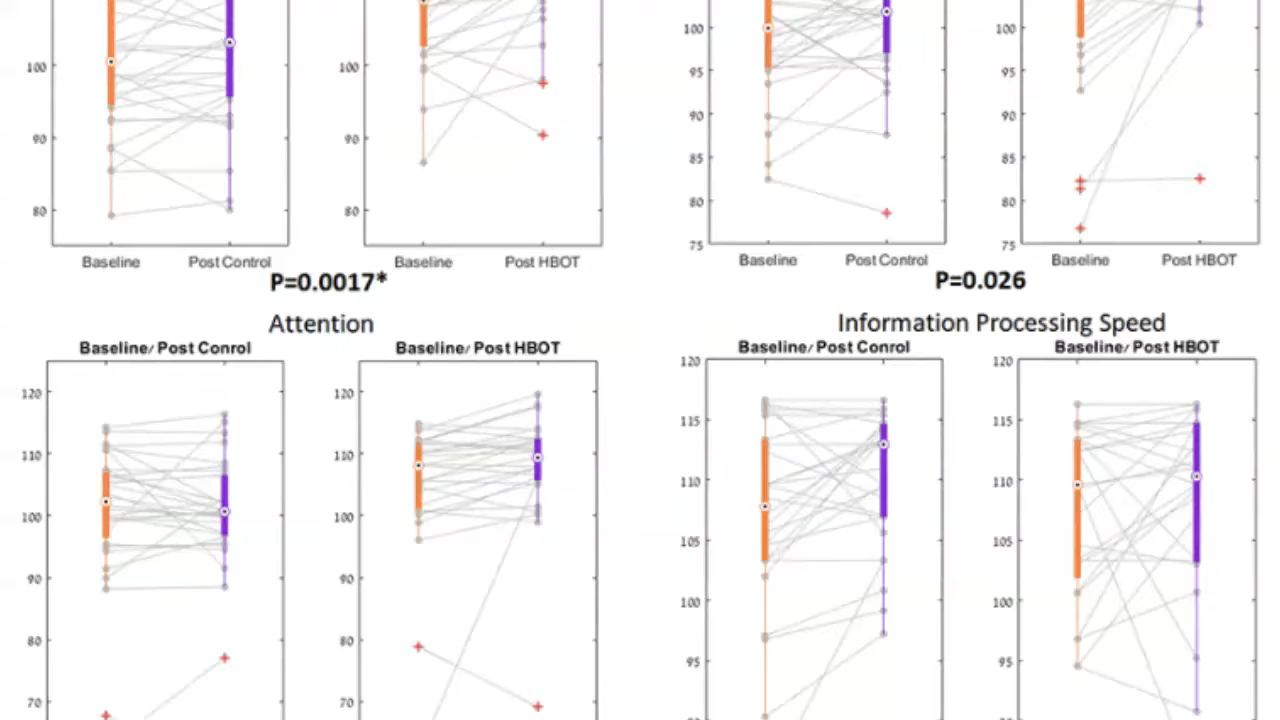 100
90
80
Baseline
Post Control
100
90
80
Baseline
Post HBOT
P=0.0017*
100
95
90
85
80
75
Baseline
Post Control
100
95
90
85
80
75
Baseline
Post HBOT
P=0.026
Attention
Baseline/ Post Conrol
120
110
100
90
80
70
Baseline/ Post HBOT
120
110
100
90
80
70
Information Processing Speed
Baseline/ Post Conrol
120
115
110
105
100
95
Baseline/ Post HBOT
120
115
110
105
100
95